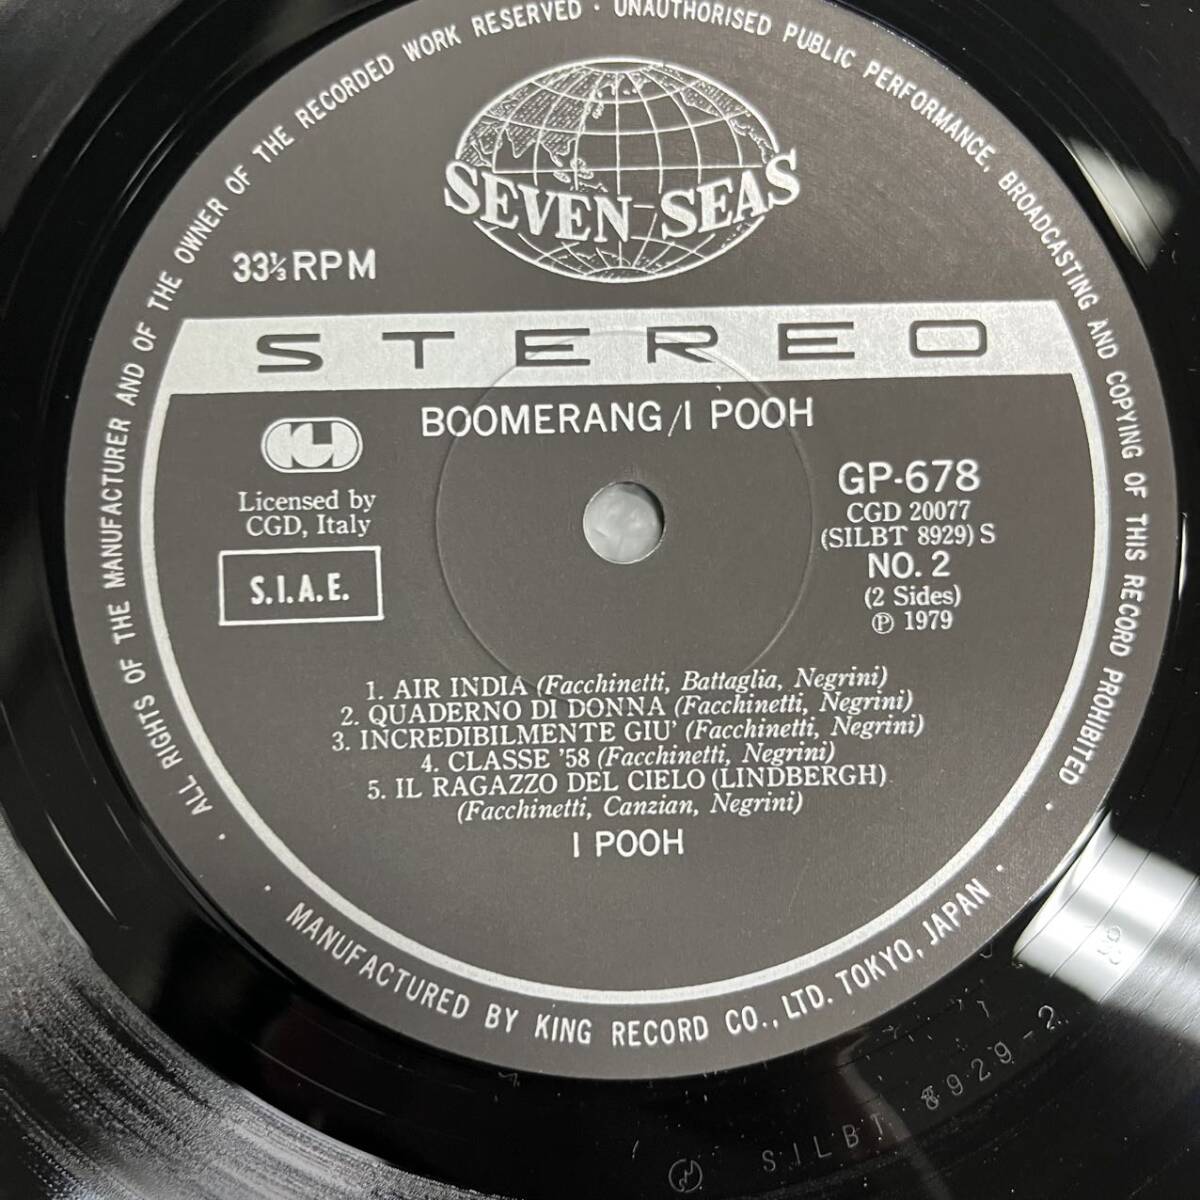 ALL RIGHTS OF THE MANUFACTURER AND OF THE OWNER OF THE RECORDED WORK RESERVED · UNAUTHORISED PUBLIC PERFORMANCE, BROADCASTING AND COPYING OF THIS RECORD PROHIBITED
SEVEN SEAS
33⅓ RPM
STEREO
BOOMERANG/I POOH
Licensed by
CGD, Italy
S.I.A.E.
GP-678
CGD 20077
(SILBT 8929) S
NO. 2
(2 Sides)
Ⓟ 1979
1. AIR INDIA (Facchinetti, Battaglia, Negrini)
2. QUADERNO DI DONNA (Facchinetti, Negrini)
3. INCREDIBILMENTE GIU' (Facchinetti, Negrini)
4. CLASSE '58 (Facchinetti, Negrini)
5. IL RAGAZZO DEL CIELO (LINDBERGH)
(Facchinetti, Canzian, Negrini)
I POOH
· MANUFACTURED BY KING RECORD CO., LTD. TOKYO, JAPAN ·
SILBT 8929-2